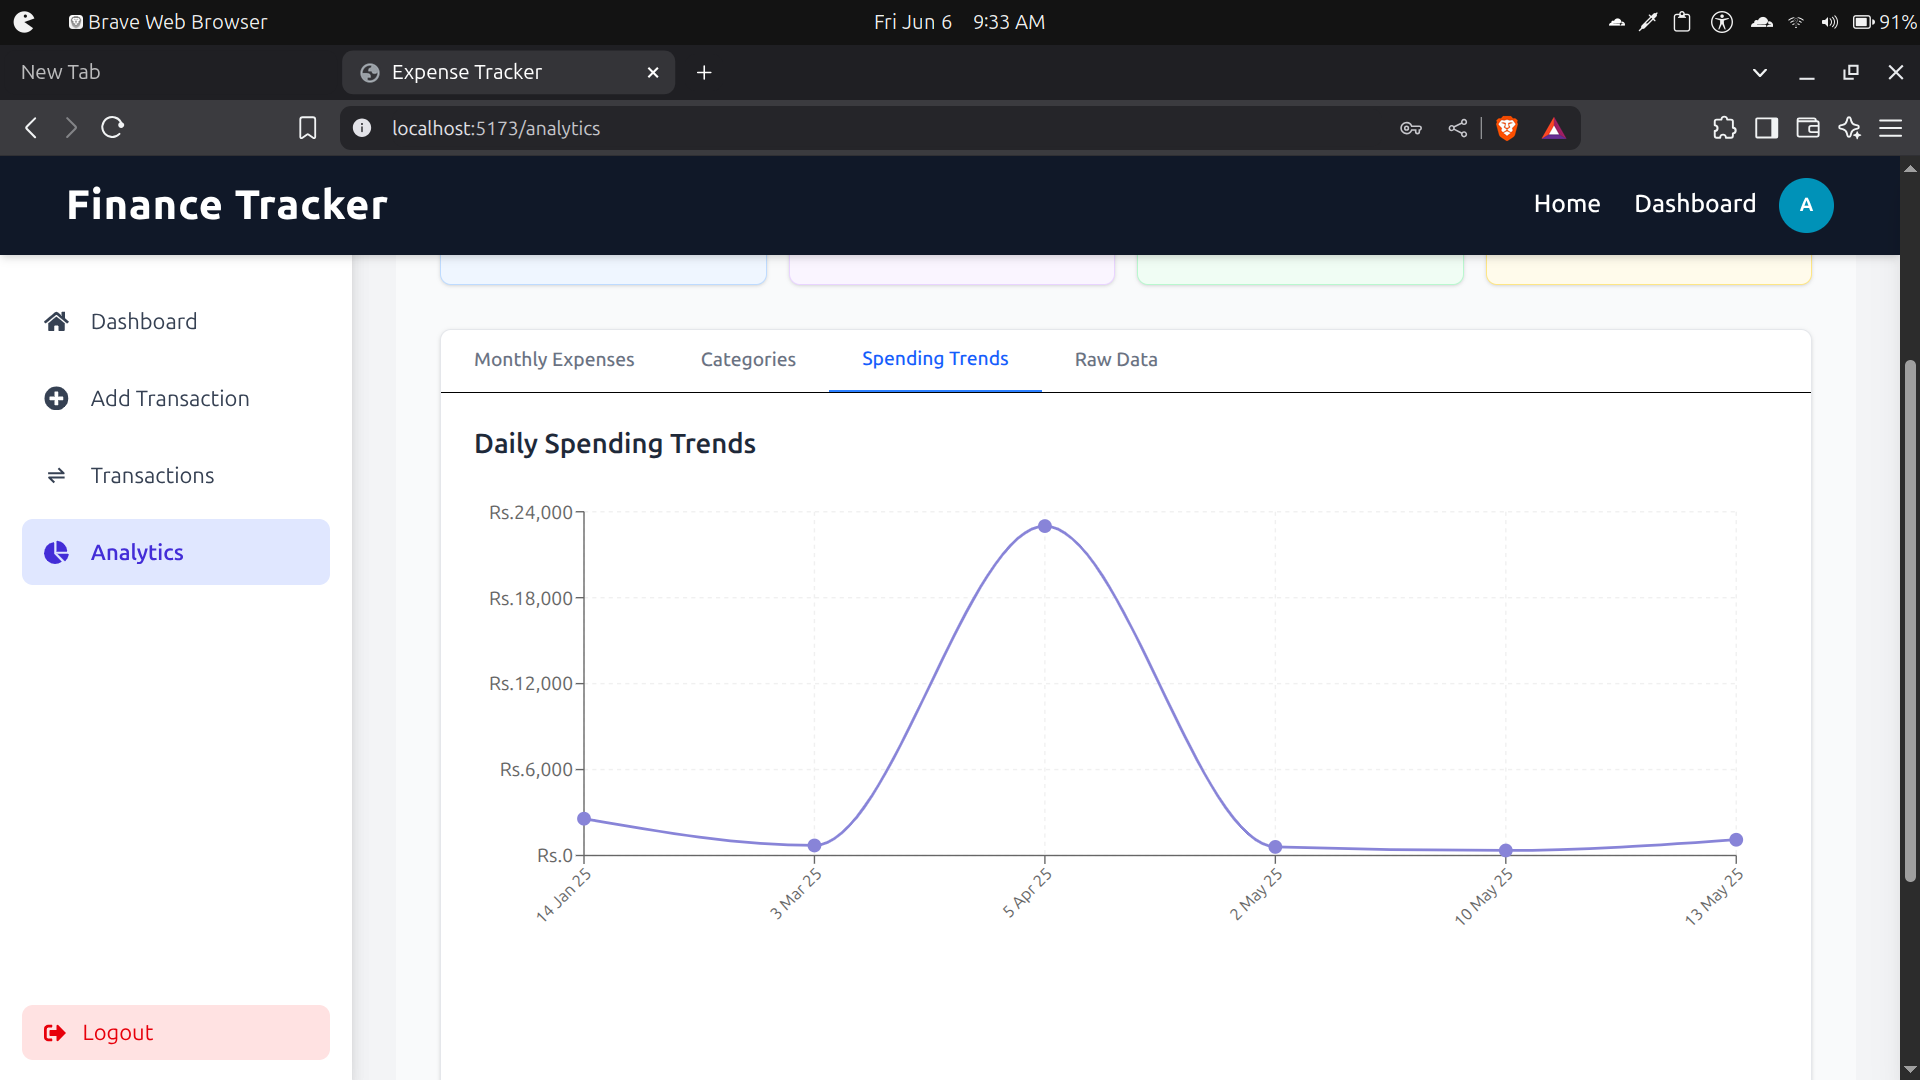 Brave Web Browser
Fri Jun 6 9:33 AM
91%
New Tab
Expense Tracker
localhost:5173/analytics
Finance Tracker
Home
Dashboard
A
Dashboard
Add Transaction
Transactions
Analytics
Logout
Monthly Expenses
Categories
Spending Trends
Raw Data
Daily Spending Trends
Rs.24,000
Rs.18,000
Rs.12,000
Rs.6,000
Rs.0
14 Jan 25
3 Mar 25
5 Apr 25
2 May 25
10 May 25
13 May 25